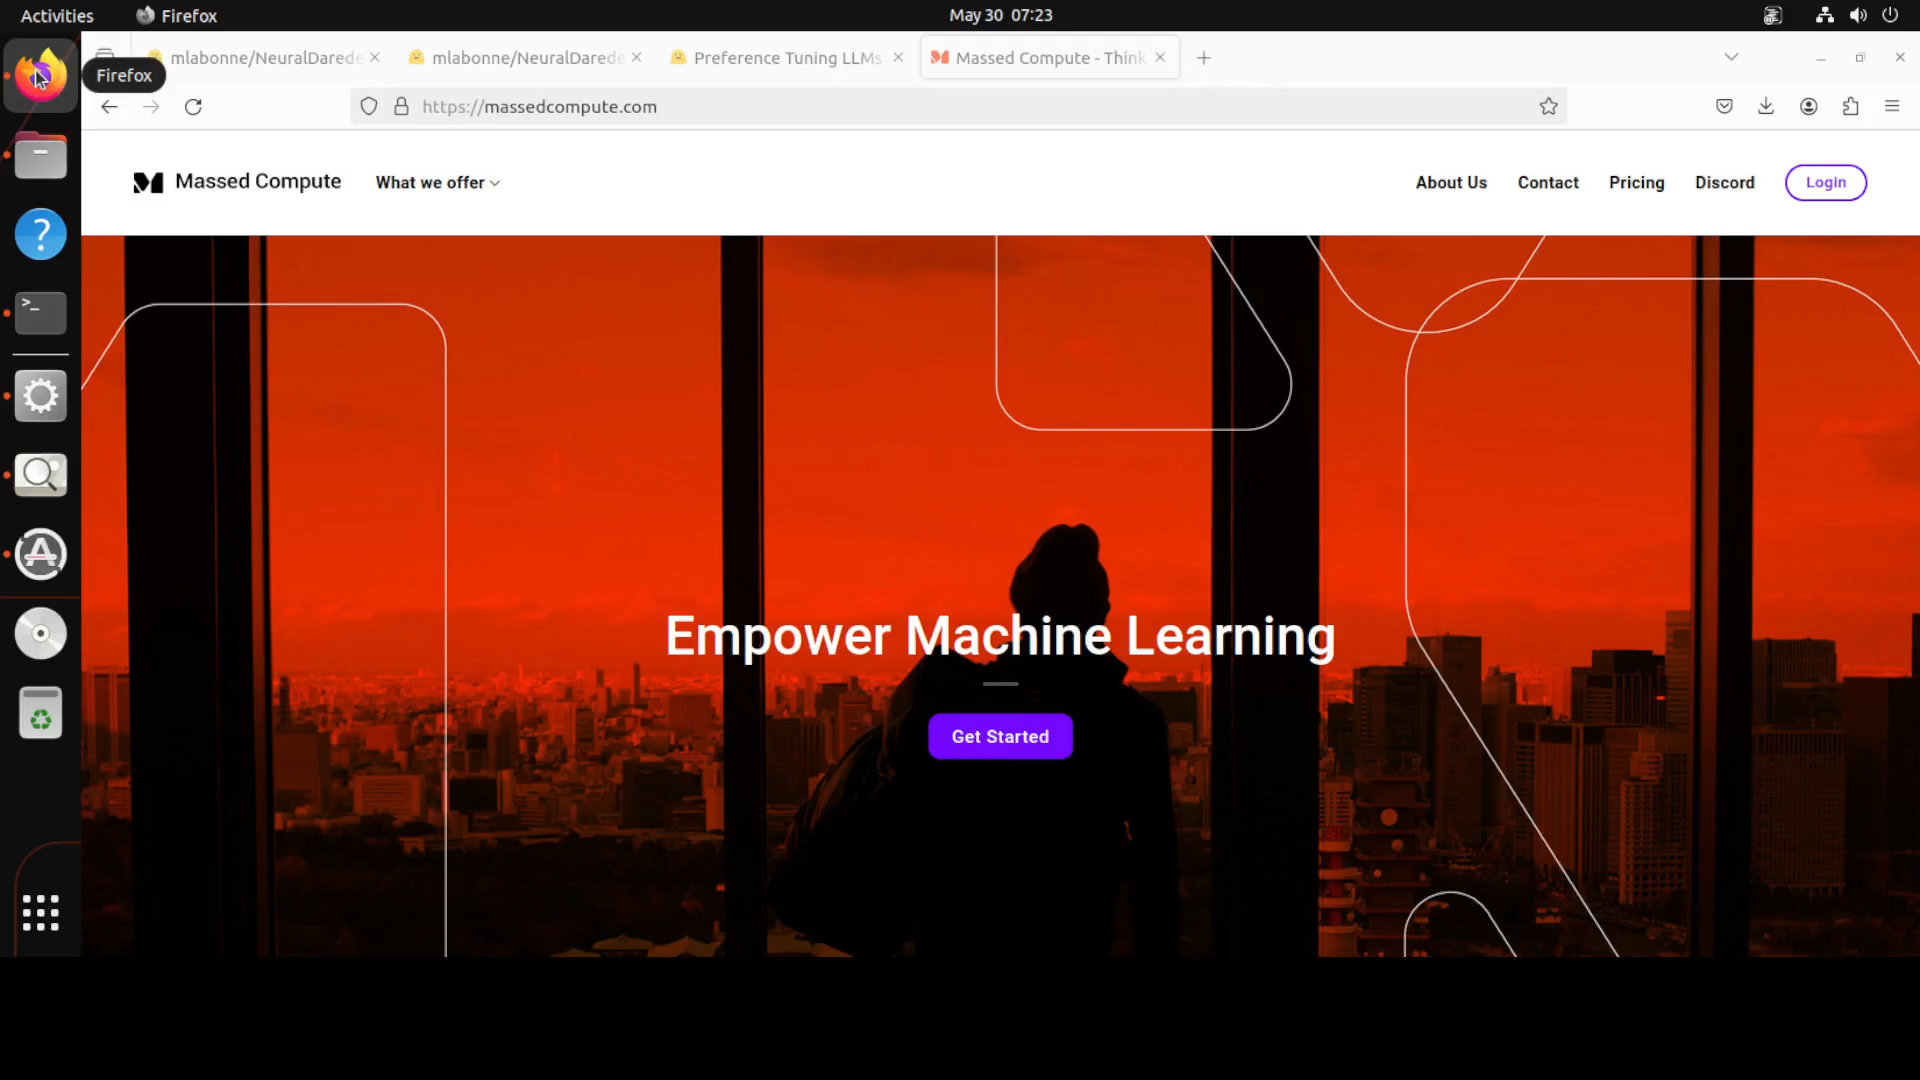 Activities Firefox May 30 07:23
mlabonne/NeuralDarede mlabonne/NeuralDarede Preference Tuning LLMs Massed Compute - Think
Firefox
https://massedcompute.com
Massed Compute What we offer About Us Contact Pricing Discord Login
Empower Machine Learning
Get Started